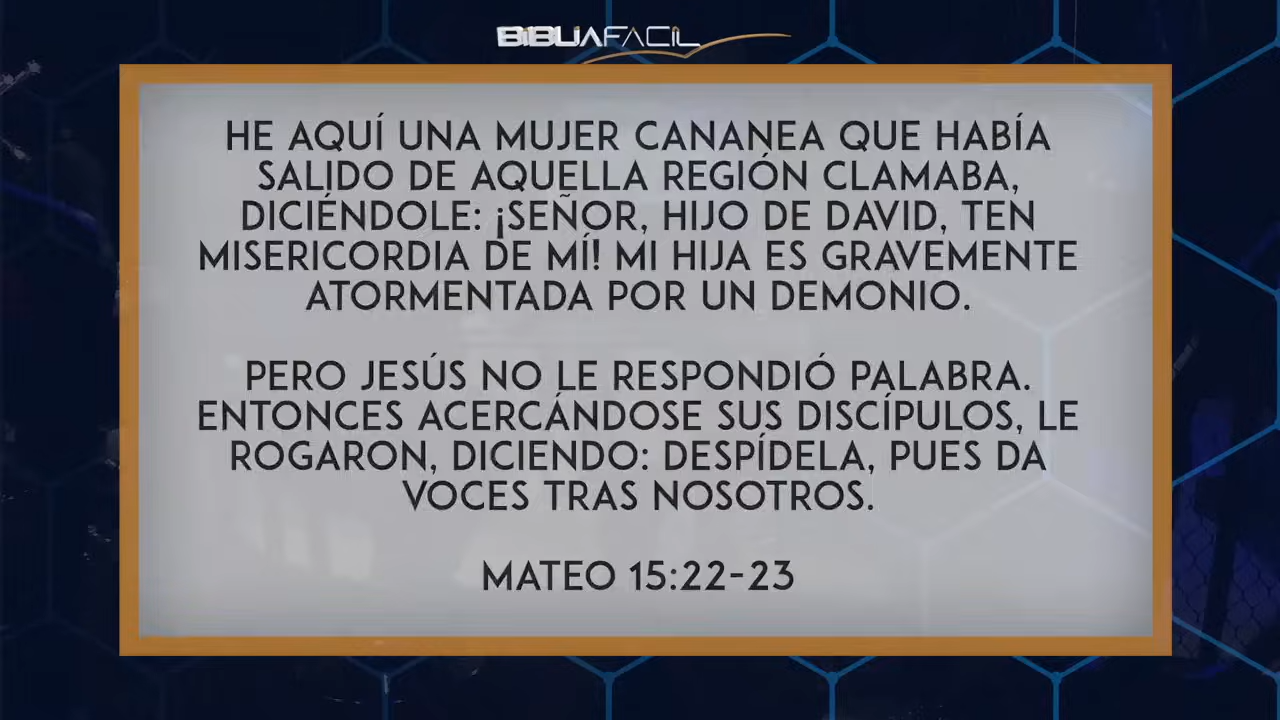 BIBLIAFACIL
HE AQUÍ UNA MUJER CANANEA QUE HABÍA
SALIDO DE AQUELLA REGIÓN CLAMABA,
DICIÉNDOLE: ¡SEÑOR, HIJO DE DAVID, TEN
MISERICORDIA DE MÍ! MI HIJA ES GRAVEMENTE
ATORMENTADA POR UN DEMONIO.
PERO JESÚS NO LE RESPONDIÓ PALABRA.
ENTONCES ACERCÁNDOSE SUS DISCÍPULOS, LE
ROGARON, DICIENDO: DESPÍDELA, PUES DA
VOCES TRAS NOSOTROS.
MATEO 15:22-23